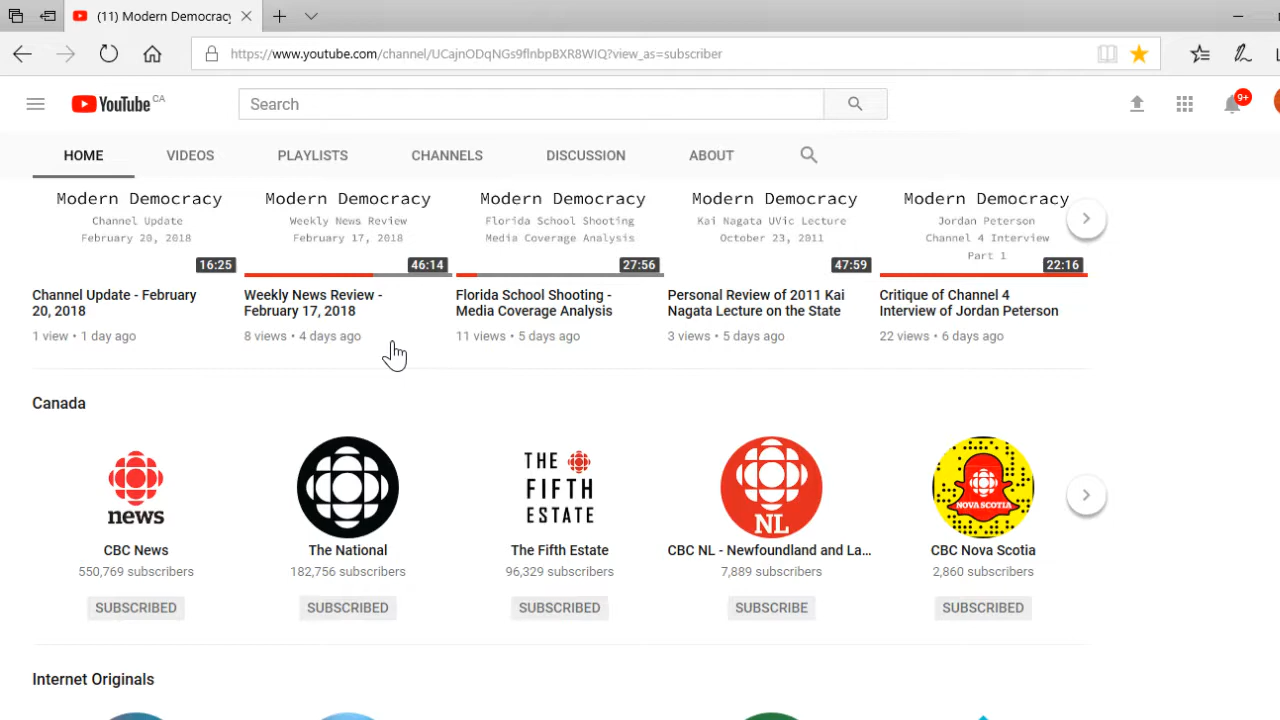 (11) Modern Democracy
https://www.youtube.com/channel/UCajnODqNGs9flnbpBXR8WIQ?view_as=subscriber
YouTube CA
Search
9+
HOME VIDEOS PLAYLISTS CHANNELS DISCUSSION ABOUT
Modern Democracy
Channel Update
February 20, 2018
16:25
Channel Update - February
20, 2018
1 view • 1 day ago
Modern Democracy
Weekly News Review
February 17, 2018
46:14
Weekly News Review -
February 17, 2018
8 views • 4 days ago
Modern Democracy
Florida School Shooting
Media Coverage Analysis
27:56
Florida School Shooting -
Media Coverage Analysis
11 views • 5 days ago
Modern Democracy
Kai Nagata UVic Lecture
October 23, 2011
47:59
Personal Review of 2011 Kai
Nagata Lecture on the State
3 views • 5 days ago
Modern Democracy
Jordan Peterson
Channel 4 Interview
Part 1
22:16
Critique of Channel 4
Interview of Jordan Peterson
22 views • 6 days ago
Canada
news
CBC News
550,769 subscribers
SUBSCRIBED
The National
182,756 subscribers
SUBSCRIBED
THE
FIFTH
ESTATE
The Fifth Estate
96,329 subscribers
SUBSCRIBED
NL
CBC NL - Newfoundland and La...
7,889 subscribers
SUBSCRIBE
NOVA SCOTIA
CBC Nova Scotia
2,860 subscribers
SUBSCRIBED
Internet Originals